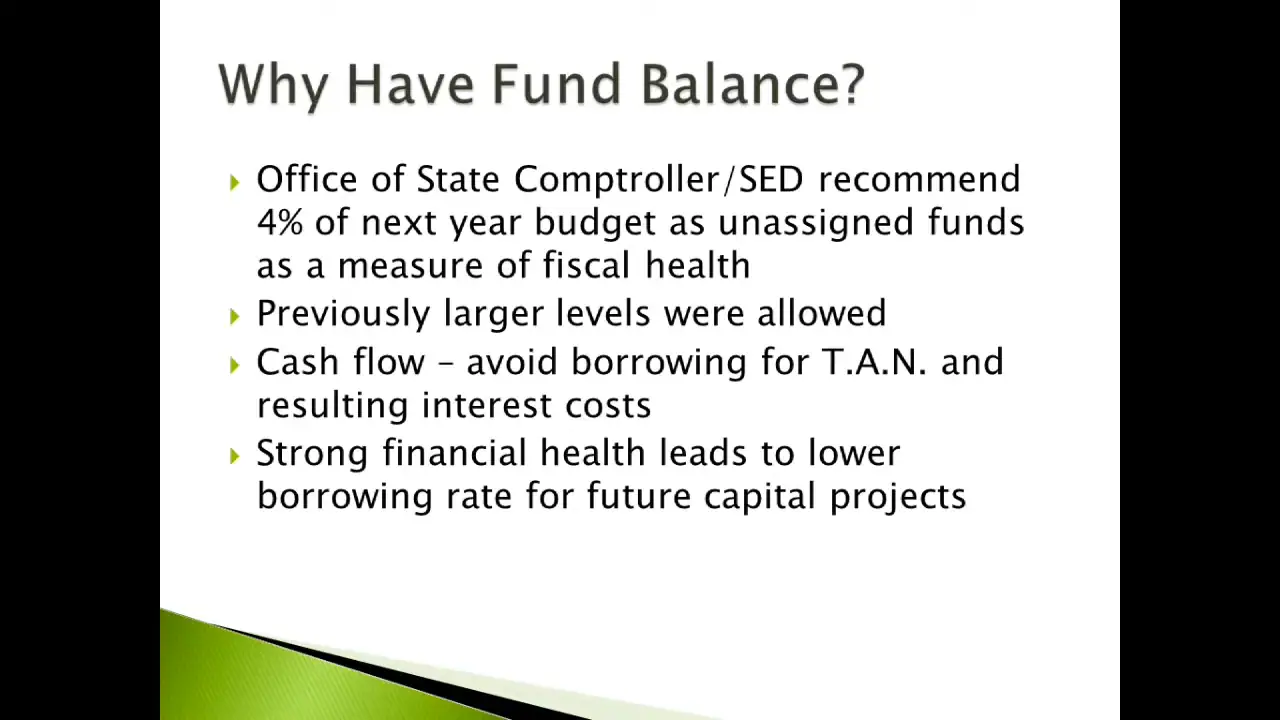 Why Have Fund Balance?
Office of State Comptroller/SED recommend
4% of next year budget as unassigned funds
as a measure of fiscal health
Previously larger levels were allowed
Cash flow – avoid borrowing for T.A.N. and
resulting interest costs
Strong financial health leads to lower
borrowing rate for future capital projects